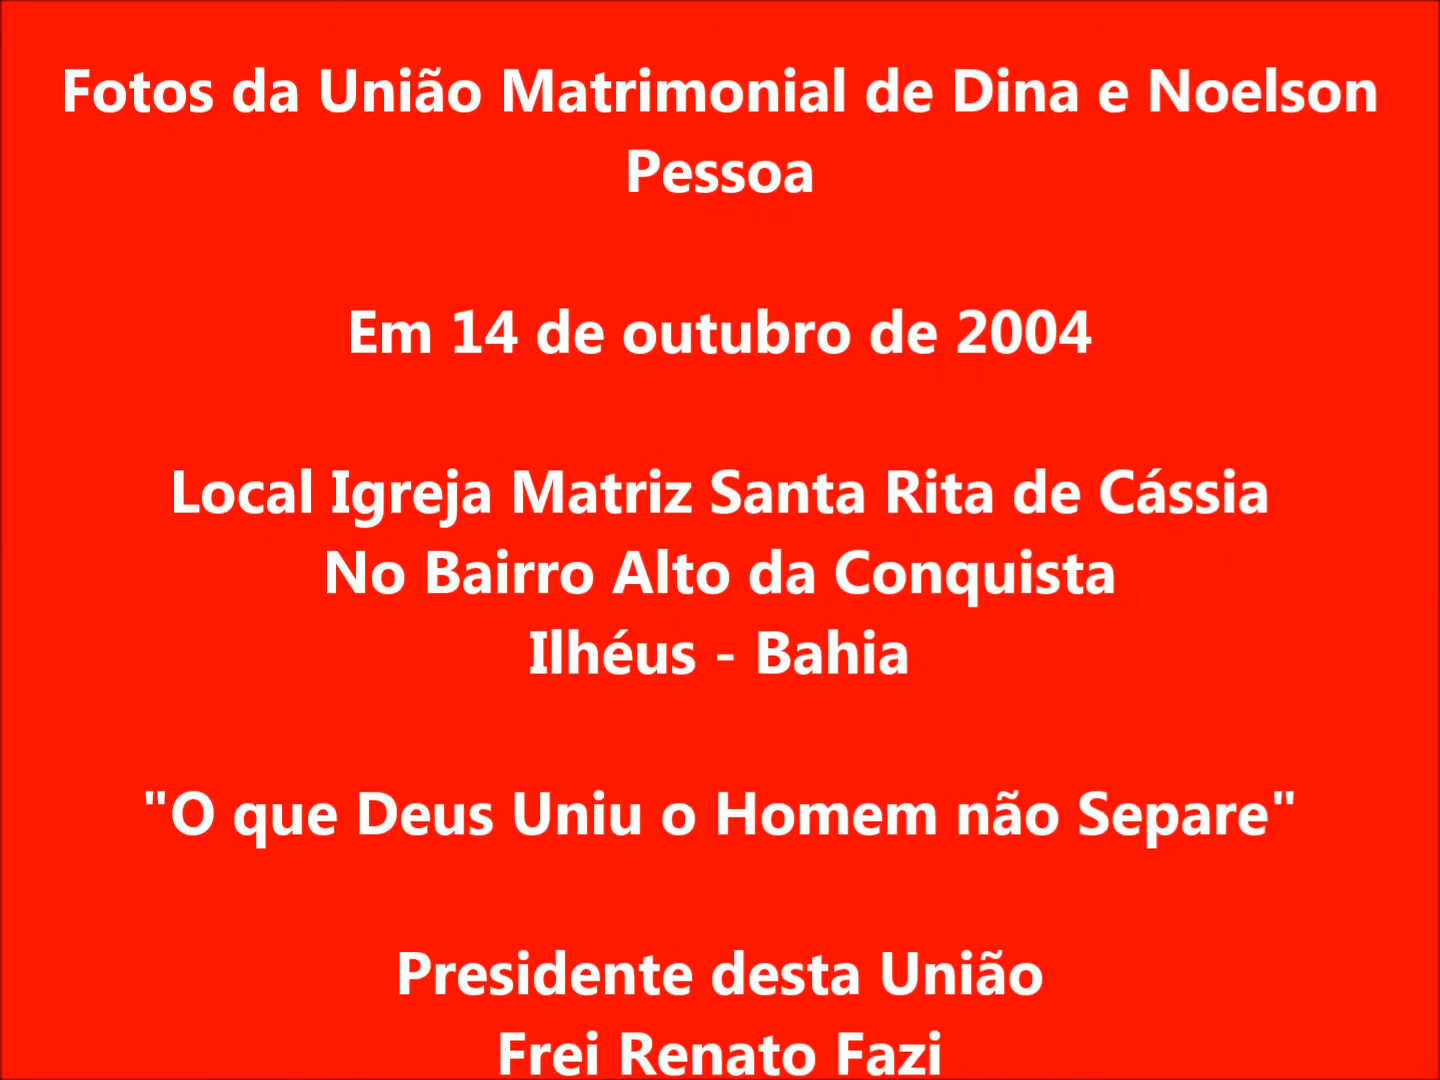 Fotos da União Matrimonial de Dina e Noelson
Pessoa
Em 14 de outubro de 2004
Local Igreja Matriz Santa Rita de Cássia
No Bairro Alto da Conquista
Ilhéus - Bahia
"O que Deus Uniu o Homem não Separe"
Presidente desta União
Frei Renato Fazi